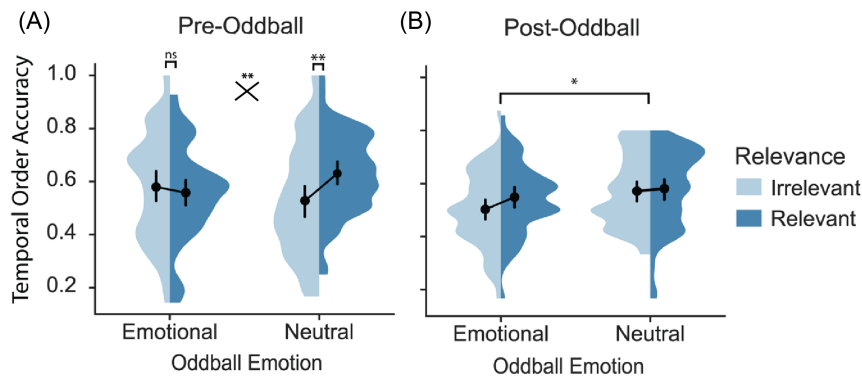 (A)
Pre-Oddball
ns
**
**
Temporal Order Accuracy
1.0
0.8
0.6
0.4
0.2
Emotional Neutral
Oddball Emotion
(B)
Post-Oddball
*
Emotional Neutral
Oddball Emotion
Relevance
Irrelevant
Relevant